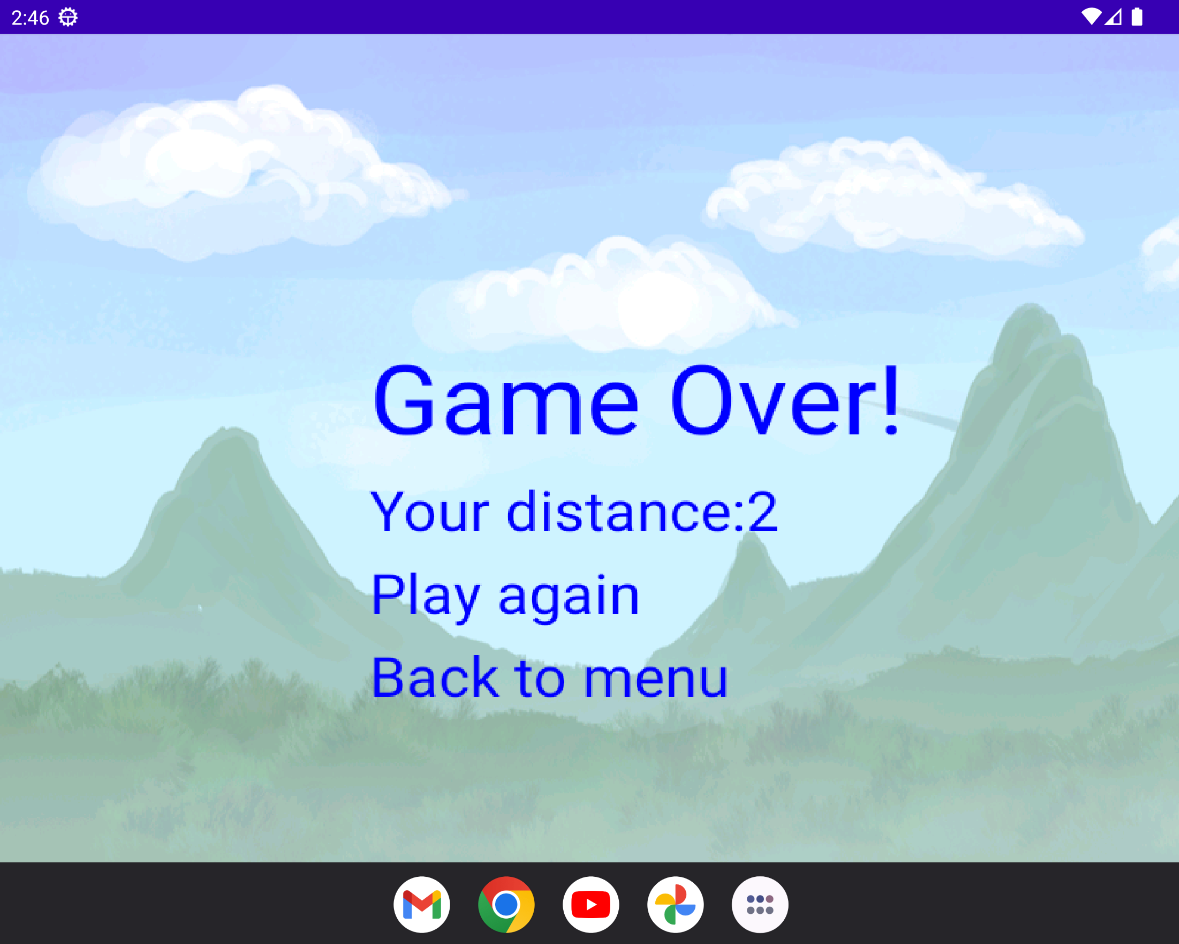 2:46
Game Over!
Your distance:2
Play again
Back to menu